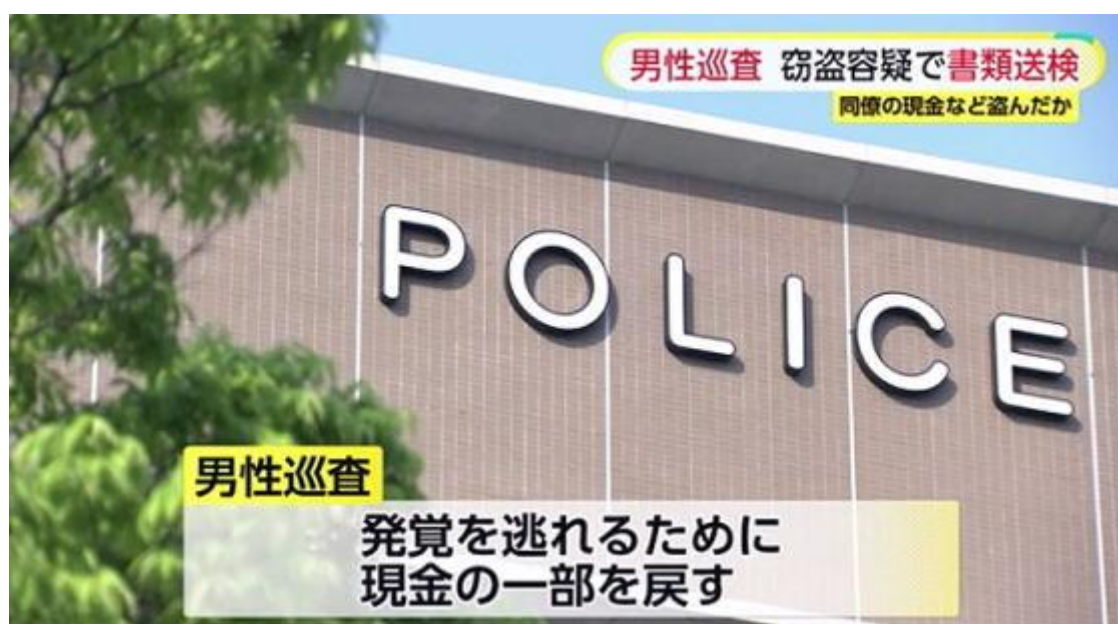 男性巡査 窃盗容疑で書類送検
同僚の現金など盗んだか
POLICE
男性巡査
発覚を逃れるために
現金の一部を戻す